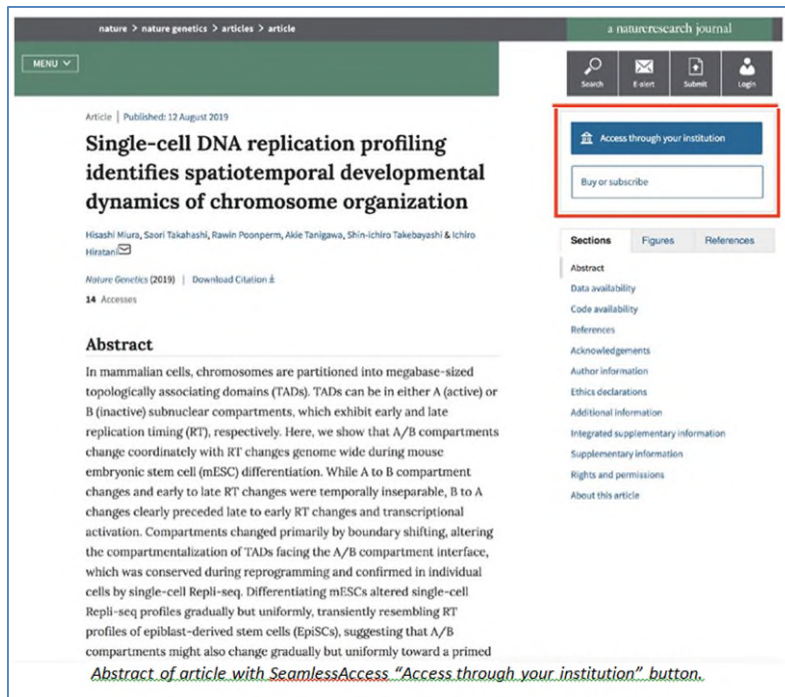 nature > nature genetics > articles > article
a natureresearch journal
MENU
Search
E-alert
Submit
Login
Article | Published: 12 August 2019
Single-cell DNA replication profiling
identifies spatiotemporal developmental
dynamics of chromosome organization
Hisashi Miura, Saori Takahashi, Rawin Poonperm, Akie Tanigawa, Shin-ichiro Takebayashi & Ichiro
Hiratani
Nature Genetics (2019) | Download Citation
14 Accesses
Abstract
In mammalian cells, chromosomes are partitioned into megabase-sized
topologically associating domains (TADs). TADs can be in either A (active) or
B (inactive) subnuclear compartments, which exhibit early and late
replication timing (RT), respectively. Here, we show that A/B compartments
change coordinately with RT changes genome wide during mouse
embryonic stem cell (mESC) differentiation. While A to B compartment
changes and early to late RT changes were temporally inseparable, B to A
changes clearly preceded late to early RT changes and transcriptional
activation. Compartments changed primarily by boundary shifting, altering
the compartmentalization of TADs facing the A/B compartment interface,
which was conserved during reprogramming and confirmed in individual
cells by single-cell Repli-seq. Differentiating mESCs altered single-cell
Repli-seq profiles gradually but uniformly, transiently resembling RT
profiles of epiblast-derived stem cells (EpiSCs), suggesting that A/B
compartments might also change gradually but uniformly toward a primed
Access through your institution
Buy or subscribe
Sections
Figures
References
Abstract
Data availability
Code availability
References
Acknowledgements
Author information
Ethics declarations
Additional information
Integrated supplementary information
Supplementary information
Rights and permissions
About this article
Abstract of article with SeamlessAccess “Access through your institution” button.